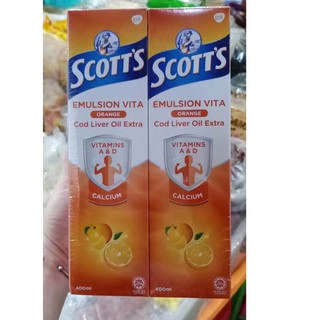 SCOTT'S
EMULSION VITA
ORANGE
Cod Liver Oil Extra
VITAMINS
A & D
CALCIUM
400ml
SCOTT'S
EMULSION VITA
ORANGE
Cod Liver Oil Extra
VITAMINS
A & D
CALCIUM
400ml